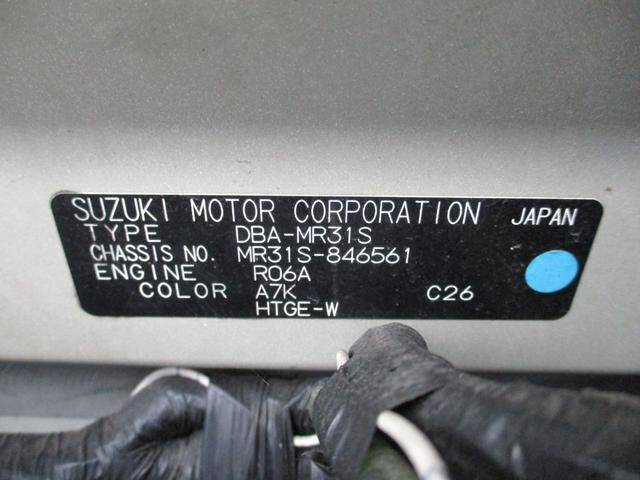 SUZUKI MOTOR CORPORATION JAPAN
TYPE DBA-MR31S
CHASSIS NO. MR31S-846561
ENGINE R06A
COLOR A7K C26
HTGE-W